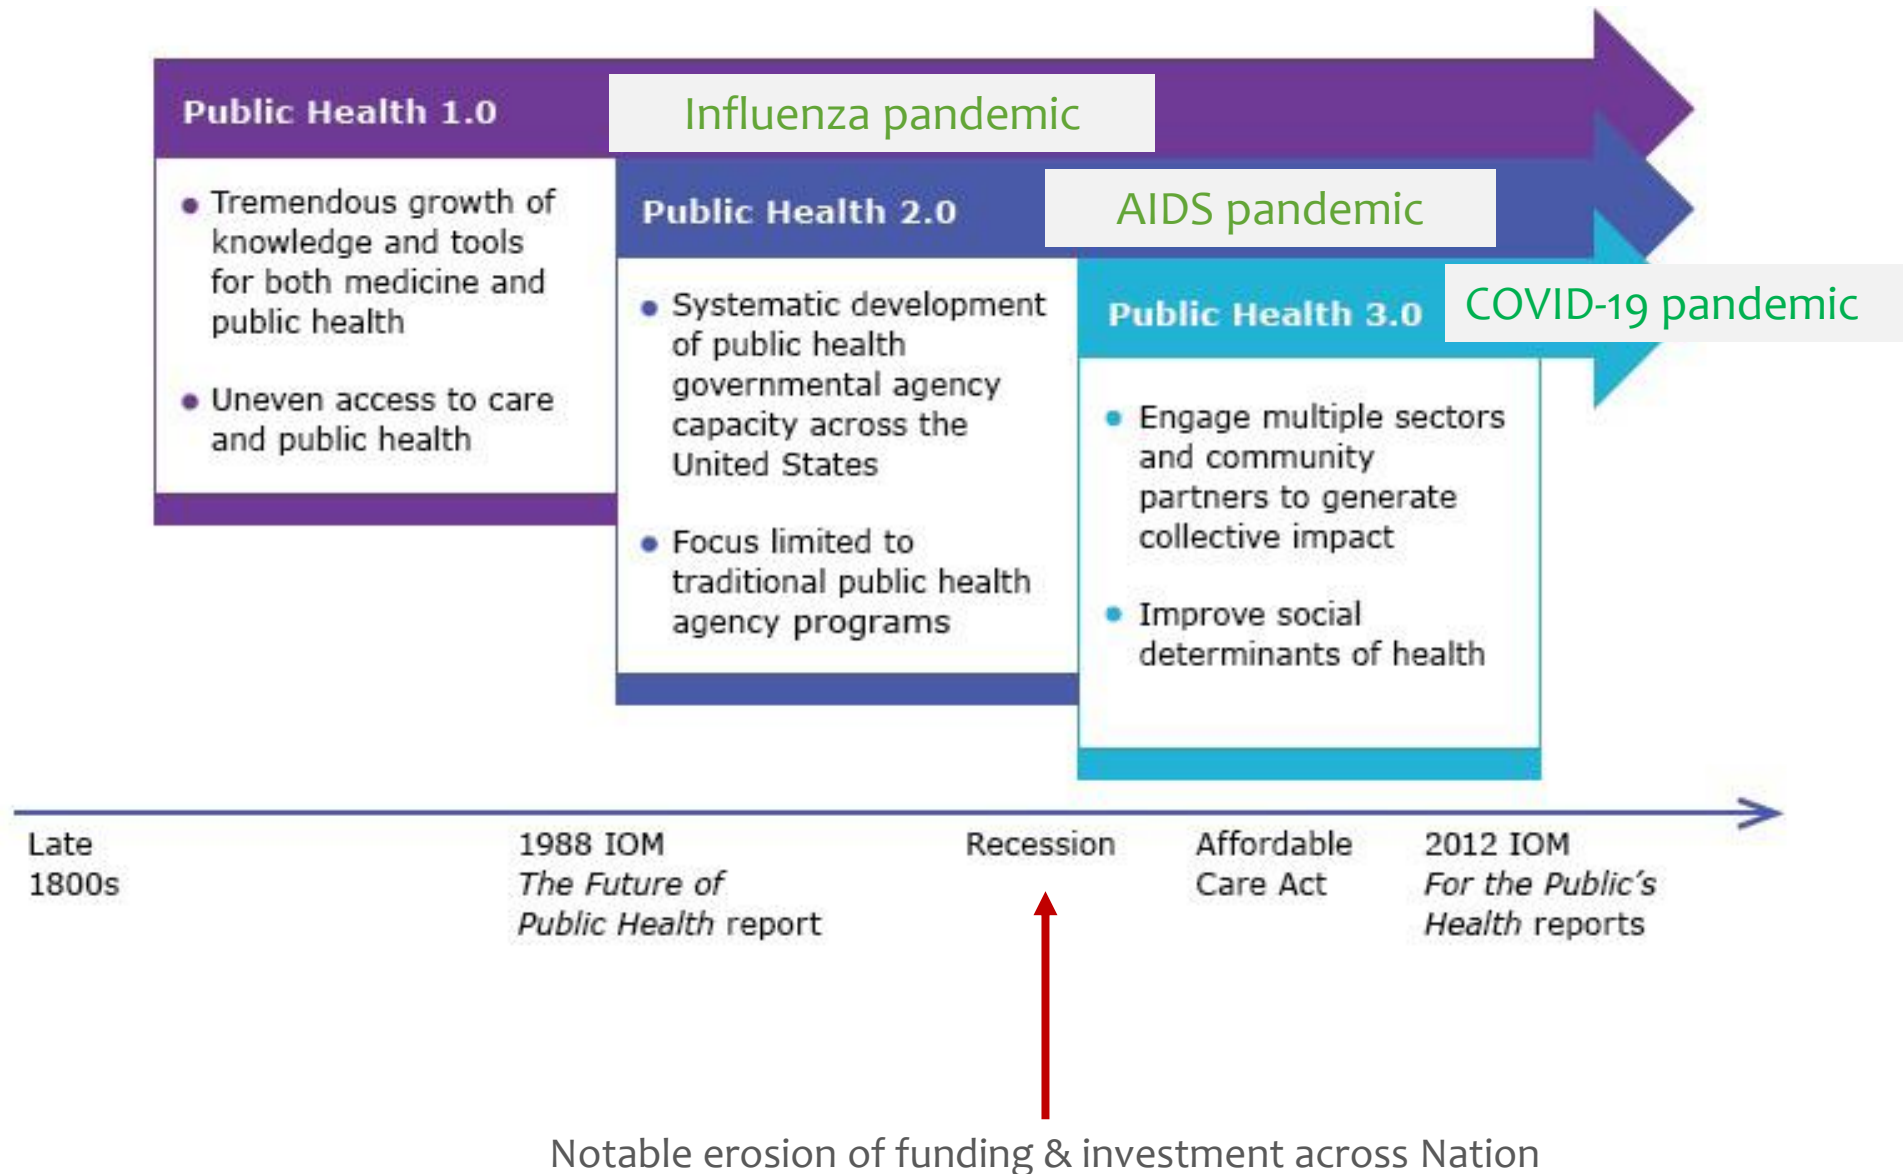 Public Health 1.0
Influenza pandemic
• Tremendous growth of
knowledge and tools
for both medicine and
public health
• Uneven access to care
and public health
Public Health 2.0
AIDS pandemic
• Systematic development
of public health
governmental agency
capacity across the
United States
• Focus limited to
traditional public health
agency programs
Public Health 3.0
COVID-19 pandemic
• Engage multiple sectors
and community
partners to generate
collective impact
• Improve social
determinants of health
Late
1800s
1988 IOM
The Future of
Public Health report
Recession
Affordable
Care Act
2012 IOM
For the Public’s
Health reports
Notable erosion of funding & investment across Nation